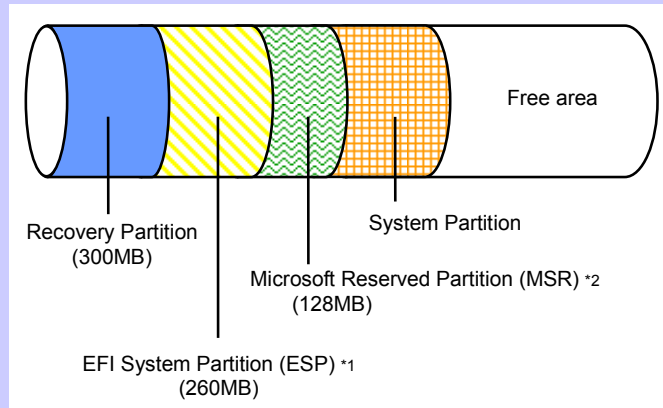 Free area
System Partition
Recovery Partition
(300MB)
Microsoft Reserved Partition (MSR) *2
(128MB)
EFI System Partition (ESP) *1
(260MB)